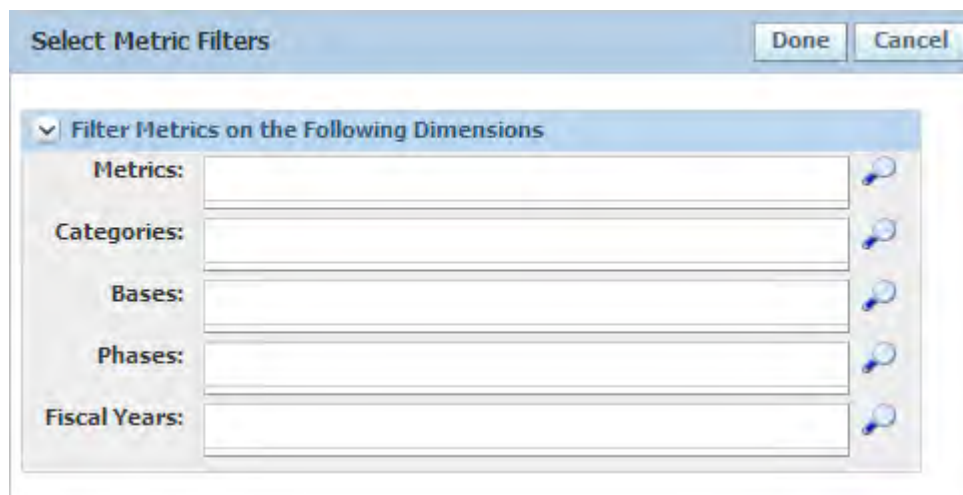 Select Metric Filters Done Cancel
Filter Metrics on the Following Dimensions
Metrics:
Categories:
Bases:
Phases:
Fiscal Years: